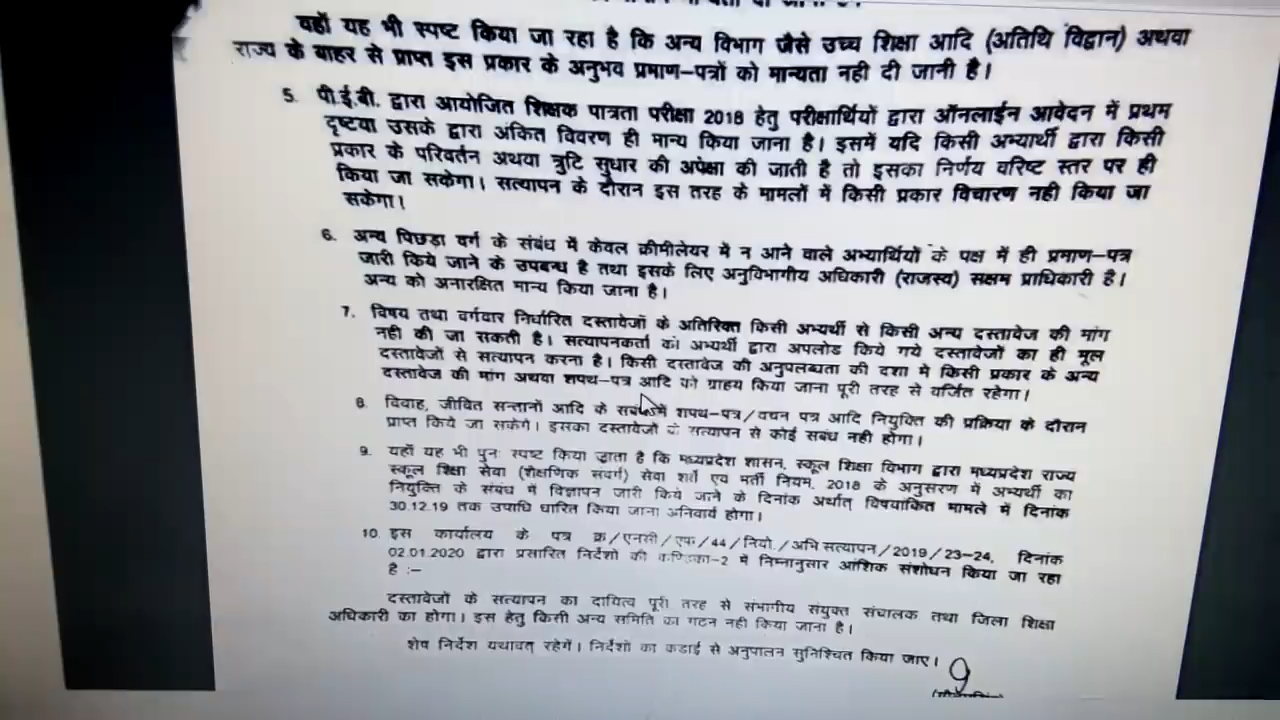 यहाँ यह भी स्पष्ट किया जा रहा है कि अन्य विभाग जैसे उच्च शिक्षा आदि (अतिथि विद्वान) अथवा
राज्य के बाहर से प्राप्त इस प्रकार के अनुभव प्रमाण–पत्रों को मान्यता नही दी जानी है।
5. पी.ई.बी. द्वारा आयोजित शिक्षक पात्रता परीक्षा 2018 हेतु परीक्षार्थियों द्वारा ऑनलाईन आवेदन में प्रथम
दृष्टया उसके द्वारा अंकित विवरण ही मान्य किया जाना है। इसमें यदि किसी अभ्यार्थी द्वारा किसी
प्रकार के परिवर्तन अथवा त्रुटि सुधार की अपेक्षा की जाती है तो इसका निर्णय वरिष्ट स्तर पर ही
किया जा सकेगा। सत्यापन के दौरान इस तरह के मामलों में किसी प्रकार विचारण नही किया जा
सकेगा।
6. अन्य पिछड़ा वर्ग के संबंध में केवल क्रीमीलेयर में न आने वाले अभ्यार्थियों के पक्ष में ही प्रमाण–पत्र
जारी किये जाने के उपबन्ध है तथा इसके लिए अनुविभागीय अधिकारी (राजस्व) सक्षम प्राधिकारी है।
अन्य को अनारक्षित मान्य किया जाना है।
7. विषय तथा वर्गवार निर्धारित दस्तावेजों के अतिरिक्त किसी अभ्यर्थी से किसी अन्य दस्तावेज की मांग
नही की जा सकती है। सत्यापनकर्ता को अभ्यर्थी द्वारा अपलोड किये गये दस्तावेजों का ही मूल
दस्तावेजों से सत्यापन करना है। किसी दस्तावेज की अनुपलब्धता की दशा में किसी प्रकार के अन्य
दस्तावेज की मांग अथवा शपथ–पत्र आदि को ग्राहय किया जाना पूरी तरह से वर्जित रहेगा।
8. विवाह, जीवित सन्तानों आदि के संबंध में शपथ–पत्र/वचन पत्र आदि नियुक्ति की प्रक्रिया के दौरान
प्राप्त किये जा सकेंगे। इसका दस्तावेजों के सत्यापन से कोई संबंध नही होगा।
9. यहाँ यह भी पुनः स्पष्ट किया जाता है कि मध्यप्रदेश शासन, स्कूल शिक्षा विभाग द्वारा मध्यप्रदेश राज्य
स्कूल शिक्षा सेवा (शैक्षणिक संवर्ग) सेवा शर्ते एवं भर्ती नियम, 2018 के अनुसरण में अभ्यर्थी का
नियुक्ति के संबंध में विज्ञापन जारी किये जाने के दिनांक अर्थात् विषयांकित मामले में दिनांक
30.12.19 तक उपाधि धारित किया जाना अनिवार्य होगा।
10. इस कार्यालय के पत्र क्र/एनसी/एफ/44/नियो./अभि सत्यापन/2019/23–24, दिनांक
02.01.2020 द्वारा प्रसारित निर्देशों की कण्डिका–2 में निम्नानुसार आंशिक संशोधन किया जा रहा
है :–
दस्तावेजों के सत्यापन का दायित्व पूरी तरह से संभागीय संयुक्त संचालक तथा जिला शिक्षा
अधिकारी का होगा। इस हेतु किसी अन्य समिति का गठन नही किया जाना है।
शेष निर्देश यथावत् रहेगें। निर्देशों का कडाई से अनुपालन सुनिश्चित किया जाए।